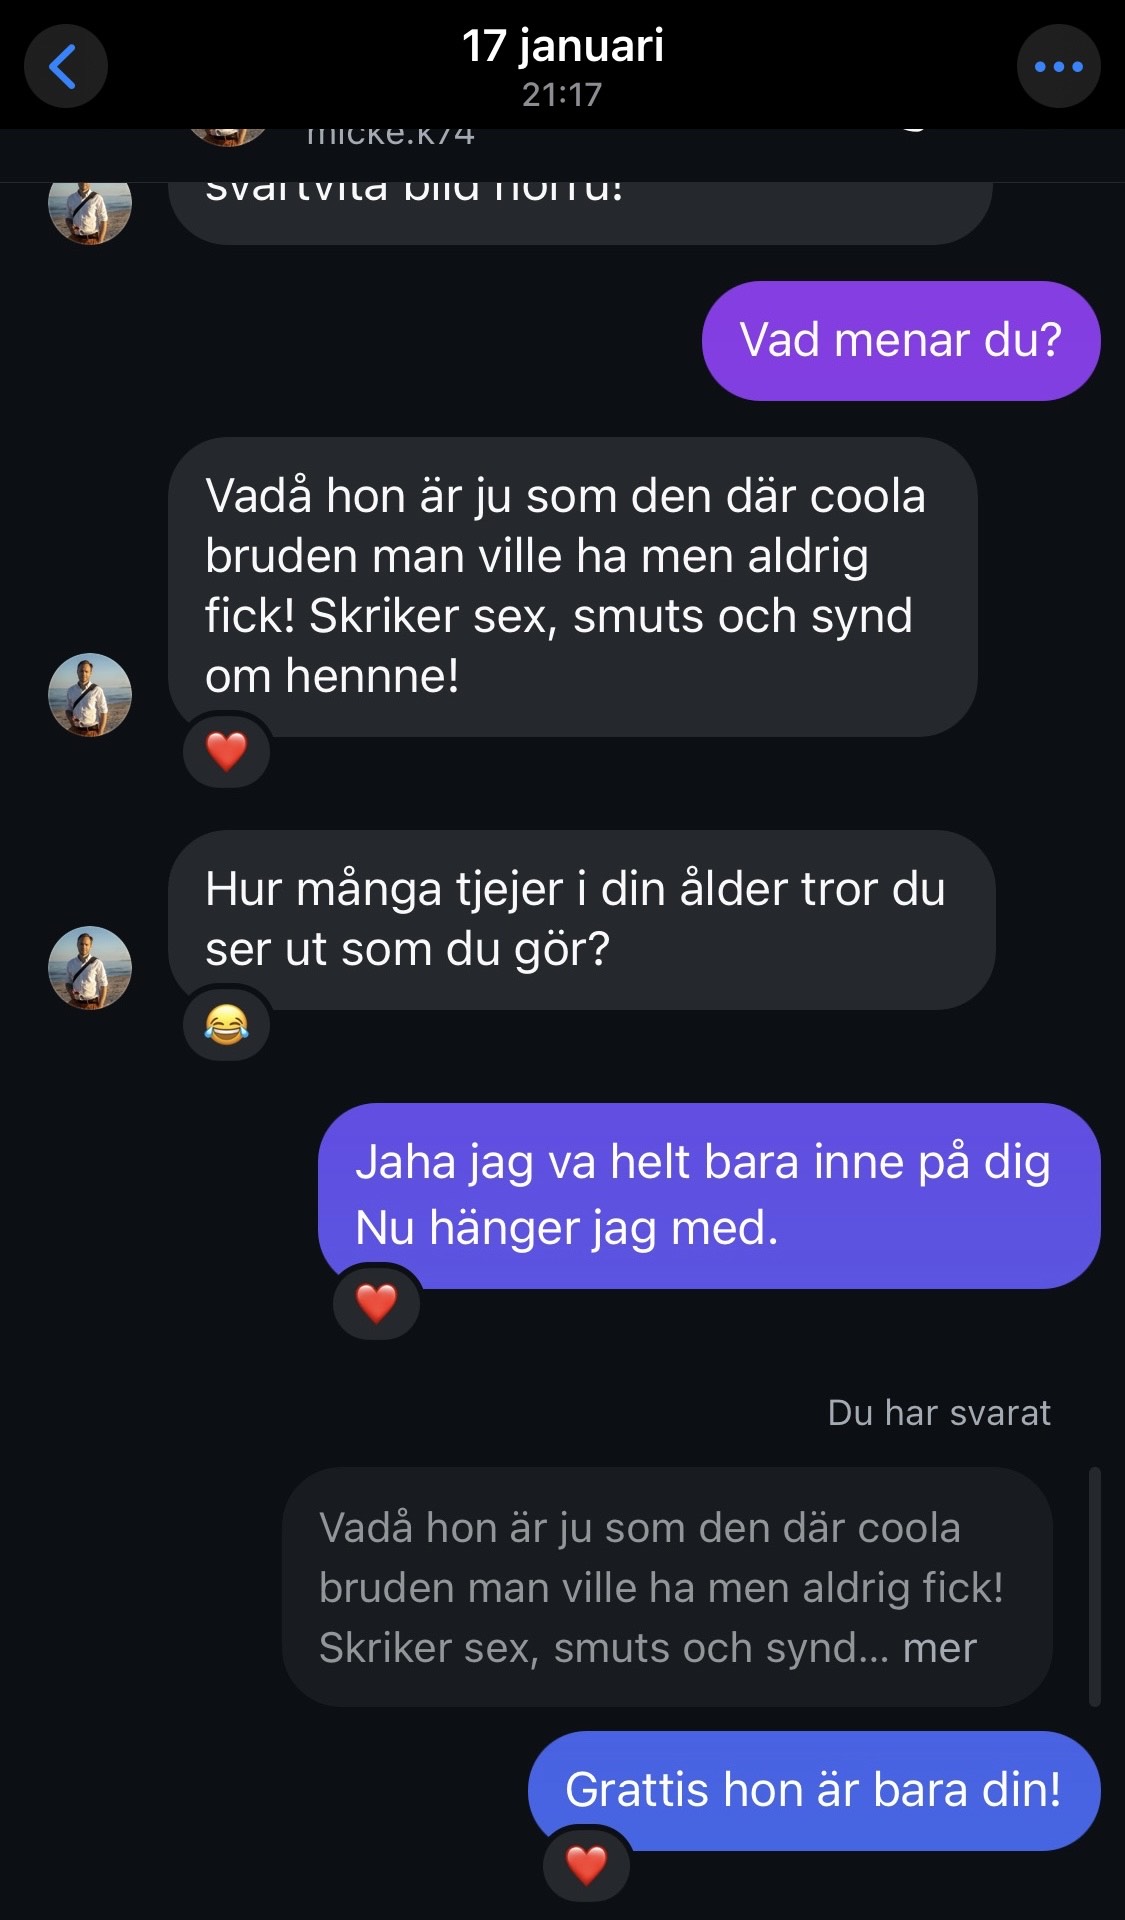 17 januari
21:17
micke.k74
svartvita bild horru!
Vad menar du?
Vadå hon är ju som den där coola
bruden man ville ha men aldrig
fick! Skriker sex, smuts och synd
om hennne!
Hur många tjejer i din ålder tror du
ser ut som du gör?
Jaha jag va helt bara inne på dig
Nu hänger jag med.
Du har svarat
Vadå hon är ju som den där coola
bruden man ville ha men aldrig fick!
Skriker sex, smuts och synd... mer
Grattis hon är bara din!